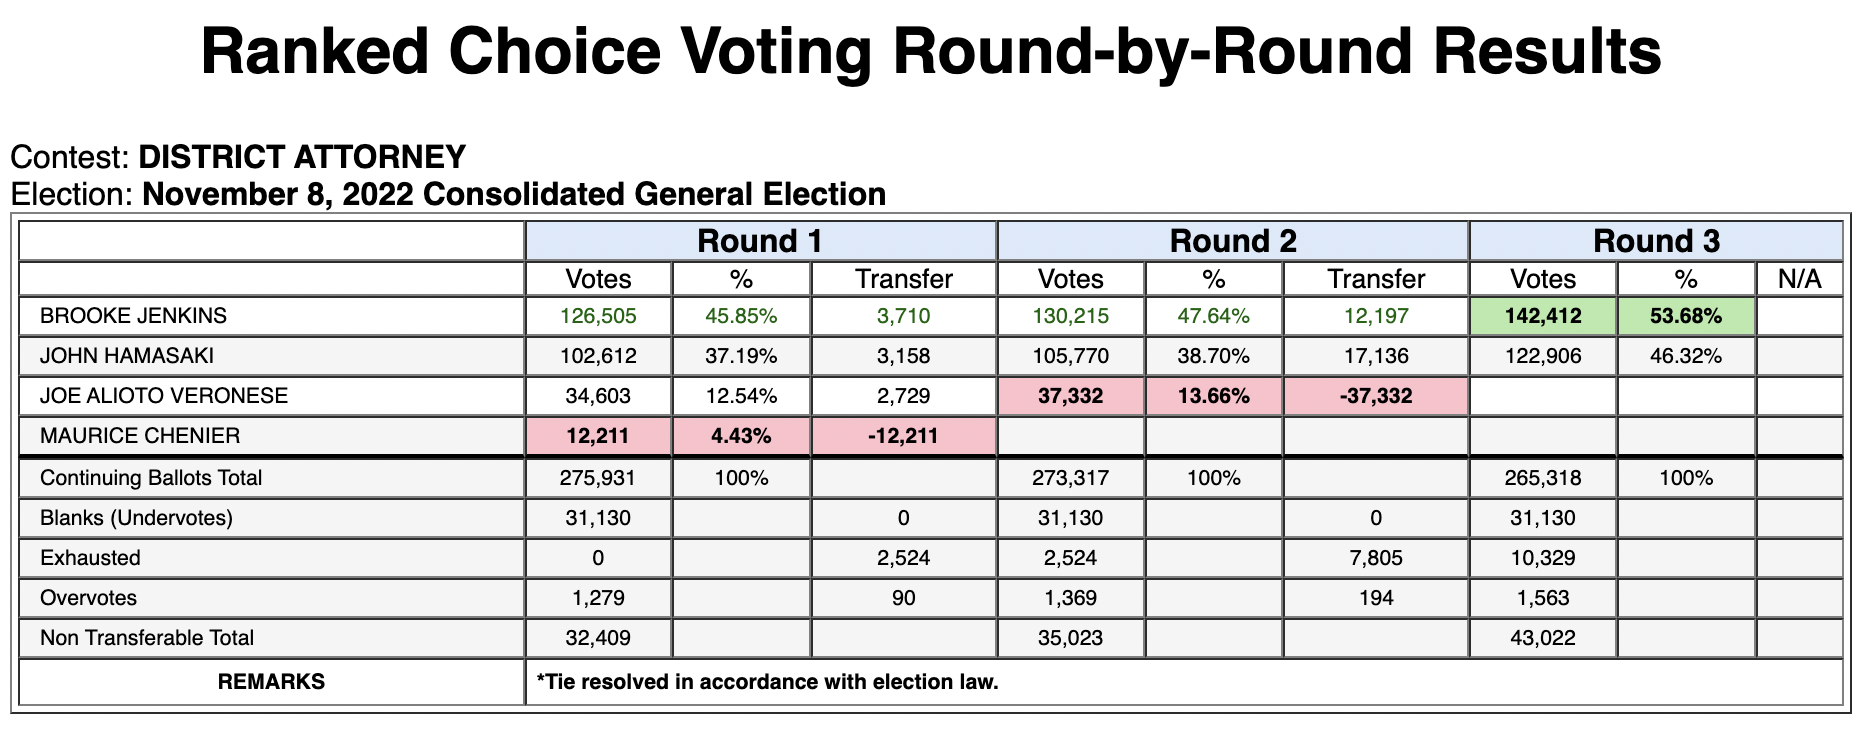 Ranked Choice Voting Round-by-Round Results
Contest: DISTRICT ATTORNEY
Election: November 8, 2022 Consolidated General Election
Round 1 Round 2 Round 3
Votes % Transfer Votes % Transfer Votes % N/A
BROOKE JENKINS 126,505 45.85% 3,710 130,215 47.64% 12,197 142,412 53.68%
JOHN HAMASAKI 102,612 37.19% 3,158 105,770 38.70% 17,136 122,906 46.32%
JOE ALIOTO VERONESE 34,603 12.54% 2,729 37,332 13.66% -37,332
MAURICE CHENIER 12,211 4.43% -12,211
Continuing Ballots Total 275,931 100% 273,317 100% 265,318 100%
Blanks (Undervotes) 31,130 0 31,130 0 31,130
Exhausted 0 2,524 2,524 7,805 10,329
Overvotes 1,279 90 1,369 194 1,563
Non Transferable Total 32,409 35,023 43,022
REMARKS *Tie resolved in accordance with election law.